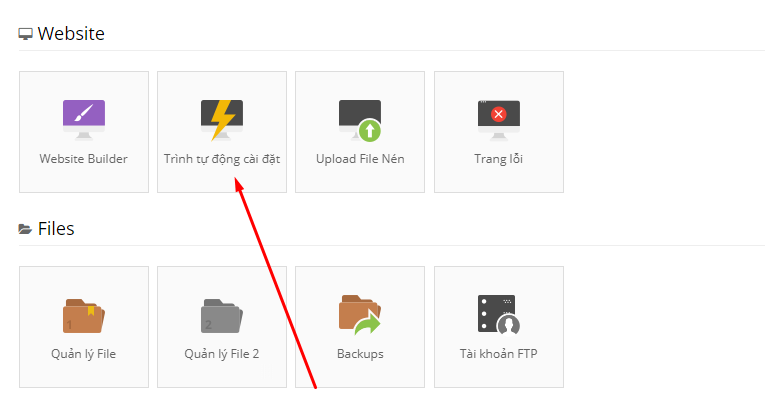 Website
Website Builder
Trình tự động cài đặt
Upload File Nén
Trang lỗi
Files
1
2
Quản lý File
Quản lý File 2
Backups
Tài khoản FTP